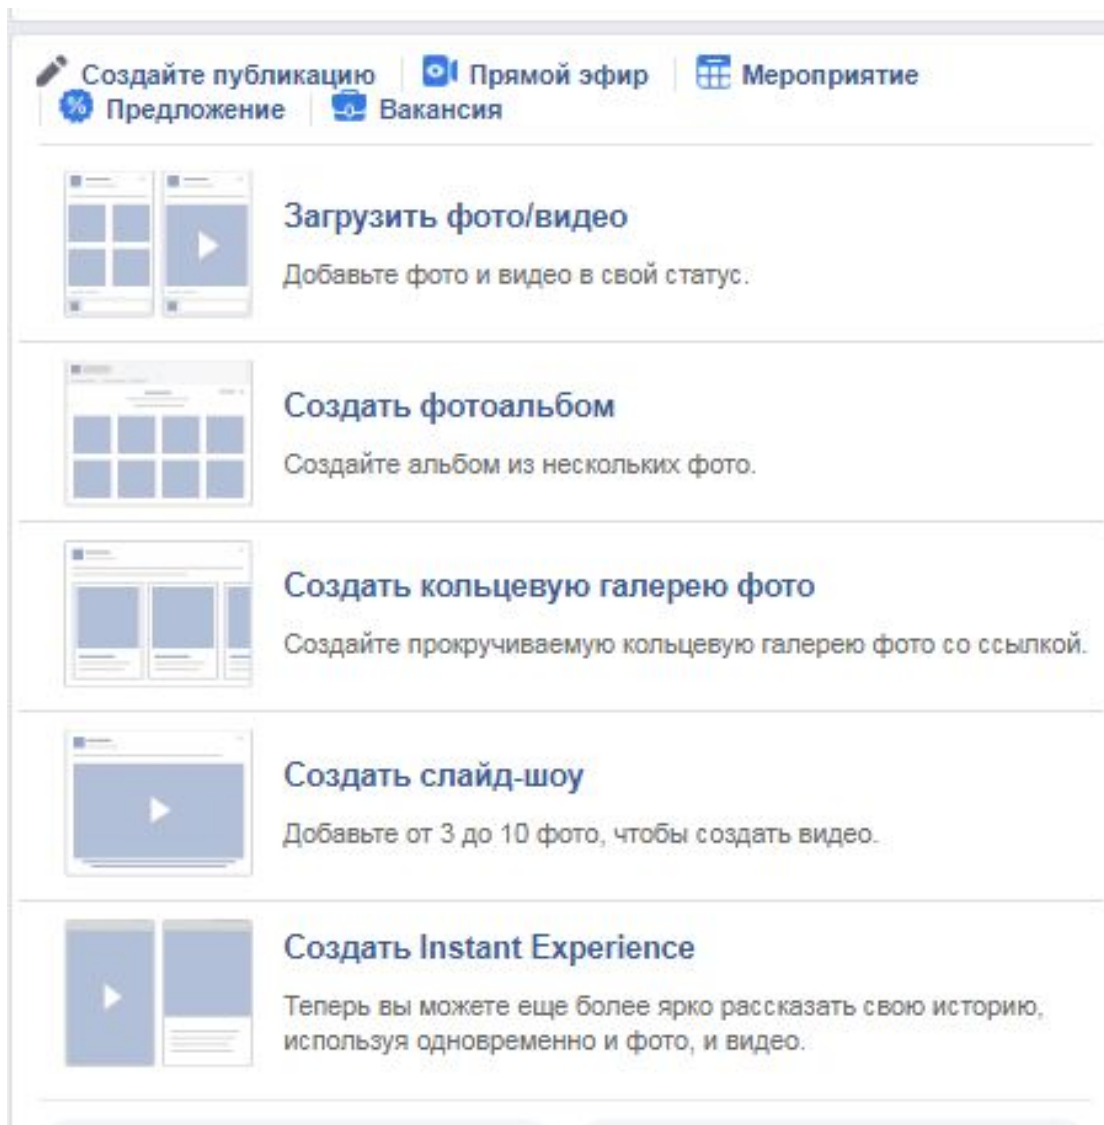 Создайте публикацию Прямой эфир Мероприятие
Предложение Вакансия
Загрузить фото/видео
Добавьте фото и видео в свой статус.
Создать фотоальбом
Создайте альбом из нескольких фото.
Создать кольцевую галерею фото
Создайте прокручиваемую кольцевую галерею фото со ссылкой.
Создать слайд-шоу
Добавьте от 3 до 10 фото, чтобы создать видео.
Создать Instant Experience
Теперь вы можете еще более ярко рассказать свою историю,
используя одновременно и фото, и видео.